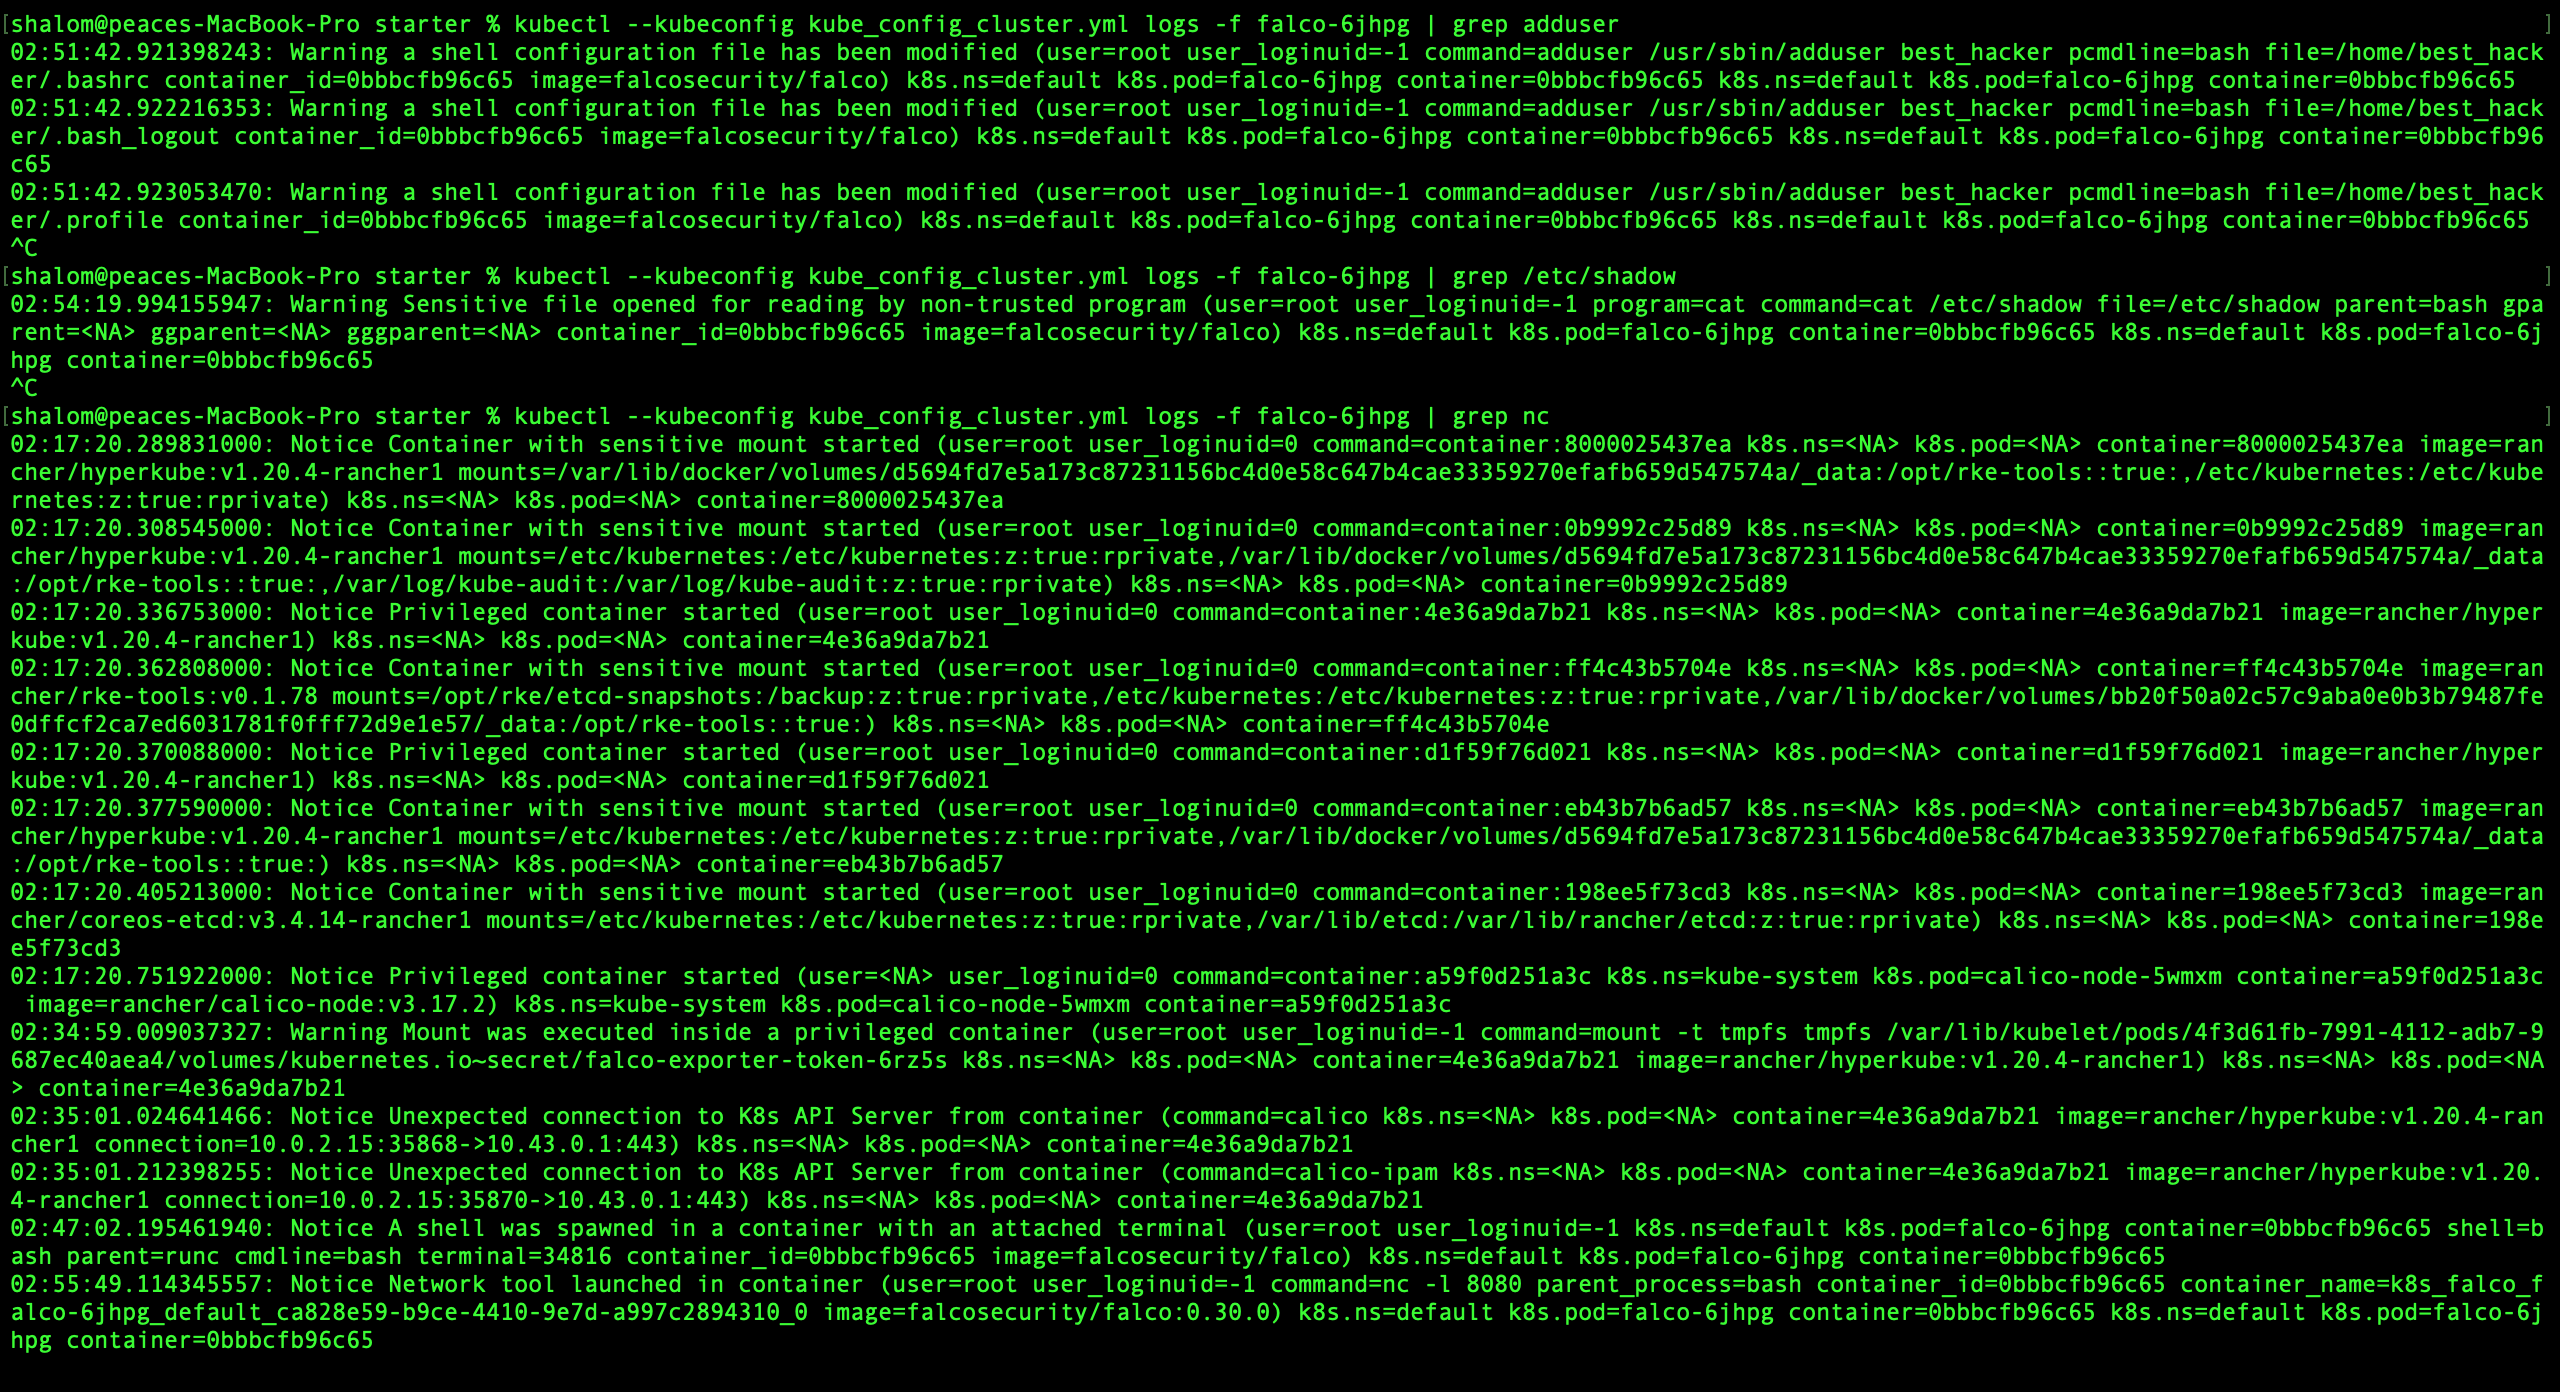 [shalom@peaces-MacBook-Pro starter % kubectl --kubeconfig kube_config_cluster.yml logs -f falco-6jhpg | grep adduser ]
02:51:42.921398243: Warning a shell configuration file has been modified (user=root user_loginuid=-1 command=adduser /usr/sbin/adduser best_hacker pcmdline=bash file=/home/best_hack
er/.bashrc container_id=0bbbcfb96c65 image=falcosecurity/falco) k8s.ns=default k8s.pod=falco-6jhpg container=0bbbcfb96c65 k8s.ns=default k8s.pod=falco-6jhpg container=0bbbcfb96c65
02:51:42.922216353: Warning a shell configuration file has been modified (user=root user_loginuid=-1 command=adduser /usr/sbin/adduser best_hacker pcmdline=bash file=/home/best_hack
er/.bash_logout container_id=0bbbcfb96c65 image=falcosecurity/falco) k8s.ns=default k8s.pod=falco-6jhpg container=0bbbcfb96c65 k8s.ns=default k8s.pod=falco-6jhpg container=0bbbcfb96
c65
02:51:42.923053470: Warning a shell configuration file has been modified (user=root user_loginuid=-1 command=adduser /usr/sbin/adduser best_hacker pcmdline=bash file=/home/best_hack
er/.profile container_id=0bbbcfb96c65 image=falcosecurity/falco) k8s.ns=default k8s.pod=falco-6jhpg container=0bbbcfb96c65 k8s.ns=default k8s.pod=falco-6jhpg container=0bbbcfb96c65
^C
[shalom@peaces-MacBook-Pro starter % kubectl --kubeconfig kube_config_cluster.yml logs -f falco-6jhpg | grep /etc/shadow ]
02:54:19.994155947: Warning Sensitive file opened for reading by non-trusted program (user=root user_loginuid=-1 program=cat command=cat /etc/shadow file=/etc/shadow parent=bash gpa
rent=<NA> ggparent=<NA> gggparent=<NA> container_id=0bbbcfb96c65 image=falcosecurity/falco) k8s.ns=default k8s.pod=falco-6jhpg container=0bbbcfb96c65 k8s.ns=default k8s.pod=falco-6j
hpg container=0bbbcfb96c65
^C
[shalom@peaces-MacBook-Pro starter % kubectl --kubeconfig kube_config_cluster.yml logs -f falco-6jhpg | grep nc ]
02:17:20.289831000: Notice Container with sensitive mount started (user=root user_loginuid=0 command=container:8000025437ea k8s.ns=<NA> k8s.pod=<NA> container=8000025437ea image=ran
cher/hyperkube:v1.20.4-rancher1 mounts=/var/lib/docker/volumes/d5694fd7e5a173c87231156bc4d0e58c647b4cae33359270efafb659d547574a/_data:/opt/rke-tools::true:,/etc/kubernetes:/etc/kube
rnetes:z:true:rprivate) k8s.ns=<NA> k8s.pod=<NA> container=8000025437ea
02:17:20.308545000: Notice Container with sensitive mount started (user=root user_loginuid=0 command=container:0b9992c25d89 k8s.ns=<NA> k8s.pod=<NA> container=0b9992c25d89 image=ran
cher/hyperkube:v1.20.4-rancher1 mounts=/etc/kubernetes:/etc/kubernetes:z:true:rprivate,/var/lib/docker/volumes/d5694fd7e5a173c87231156bc4d0e58c647b4cae33359270efafb659d547574a/_data
:/opt/rke-tools::true:,/var/log/kube-audit:/var/log/kube-audit:z:true:rprivate) k8s.ns=<NA> k8s.pod=<NA> container=0b9992c25d89
02:17:20.336753000: Notice Privileged container started (user=root user_loginuid=0 command=container:4e36a9da7b21 k8s.ns=<NA> k8s.pod=<NA> container=4e36a9da7b21 image=rancher/hyper
kube:v1.20.4-rancher1) k8s.ns=<NA> k8s.pod=<NA> container=4e36a9da7b21
02:17:20.362808000: Notice Container with sensitive mount started (user=root user_loginuid=0 command=container:ff4c43b5704e k8s.ns=<NA> k8s.pod=<NA> container=ff4c43b5704e image=ran
cher/rke-tools:v0.1.78 mounts=/opt/rke/etcd-snapshots:/backup:z:true:rprivate,/etc/kubernetes:/etc/kubernetes:z:true:rprivate,/var/lib/docker/volumes/bb20f50a02c57c9aba0e0b3b79487fe
0dffcf2ca7ed6031781f0fff72d9e1e57/_data:/opt/rke-tools::true:) k8s.ns=<NA> k8s.pod=<NA> container=ff4c43b5704e
02:17:20.370088000: Notice Privileged container started (user=root user_loginuid=0 command=container:d1f59f76d021 k8s.ns=<NA> k8s.pod=<NA> container=d1f59f76d021 image=rancher/hyper
kube:v1.20.4-rancher1) k8s.ns=<NA> k8s.pod=<NA> container=d1f59f76d021
02:17:20.377590000: Notice Container with sensitive mount started (user=root user_loginuid=0 command=container:eb43b7b6ad57 k8s.ns=<NA> k8s.pod=<NA> container=eb43b7b6ad57 image=ran
cher/hyperkube:v1.20.4-rancher1 mounts=/etc/kubernetes:/etc/kubernetes:z:true:rprivate,/var/lib/docker/volumes/d5694fd7e5a173c87231156bc4d0e58c647b4cae33359270efafb659d547574a/_data
:/opt/rke-tools::true:) k8s.ns=<NA> k8s.pod=<NA> container=eb43b7b6ad57
02:17:20.405213000: Notice Container with sensitive mount started (user=root user_loginuid=0 command=container:198ee5f73cd3 k8s.ns=<NA> k8s.pod=<NA> container=198ee5f73cd3 image=ran
cher/coreos-etcd:v3.4.14-rancher1 mounts=/etc/kubernetes:/etc/kubernetes:z:true:rprivate,/var/lib/etcd:/var/lib/rancher/etcd:z:true:rprivate) k8s.ns=<NA> k8s.pod=<NA> container=198e
e5f73cd3
02:17:20.751922000: Notice Privileged container started (user=<NA> user_loginuid=0 command=container:a59f0d251a3c k8s.ns=kube-system k8s.pod=calico-node-5wmxm container=a59f0d251a3c
 image=rancher/calico-node:v3.17.2) k8s.ns=kube-system k8s.pod=calico-node-5wmxm container=a59f0d251a3c
02:34:59.009037327: Warning Mount was executed inside a privileged container (user=root user_loginuid=-1 command=mount -t tmpfs tmpfs /var/lib/kubelet/pods/4f3d61fb-7991-4112-adb7-9
687ec40aea4/volumes/kubernetes.io~secret/falco-exporter-token-6rz5s k8s.ns=<NA> k8s.pod=<NA> container=4e36a9da7b21 image=rancher/hyperkube:v1.20.4-rancher1) k8s.ns=<NA> k8s.pod=<NA
> container=4e36a9da7b21
02:35:01.024641466: Notice Unexpected connection to K8s API Server from container (command=calico k8s.ns=<NA> k8s.pod=<NA> container=4e36a9da7b21 image=rancher/hyperkube:v1.20.4-ran
cher1 connection=10.0.2.15:35868->10.43.0.1:443) k8s.ns=<NA> k8s.pod=<NA> container=4e36a9da7b21
02:35:01.212398255: Notice Unexpected connection to K8s API Server from container (command=calico-ipam k8s.ns=<NA> k8s.pod=<NA> container=4e36a9da7b21 image=rancher/hyperkube:v1.20.
4-rancher1 connection=10.0.2.15:35870->10.43.0.1:443) k8s.ns=<NA> k8s.pod=<NA> container=4e36a9da7b21
02:47:02.195461940: Notice A shell was spawned in a container with an attached terminal (user=root user_loginuid=-1 k8s.ns=default k8s.pod=falco-6jhpg container=0bbbcfb96c65 shell=b
ash parent=runc cmdline=bash terminal=34816 container_id=0bbbcfb96c65 image=falcosecurity/falco) k8s.ns=default k8s.pod=falco-6jhpg container=0bbbcfb96c65
02:55:49.114345557: Notice Network tool launched in container (user=root user_loginuid=-1 command=nc -l 8080 parent_process=bash container_id=0bbbcfb96c65 container_name=k8s_falco_f
alco-6jhpg_default_ca828e59-b9ce-4410-9e7d-a997c2894310_0 image=falcosecurity/falco:0.30.0) k8s.ns=default k8s.pod=falco-6jhpg container=0bbbcfb96c65 k8s.ns=default k8s.pod=falco-6j
hpg container=0bbbcfb96c65